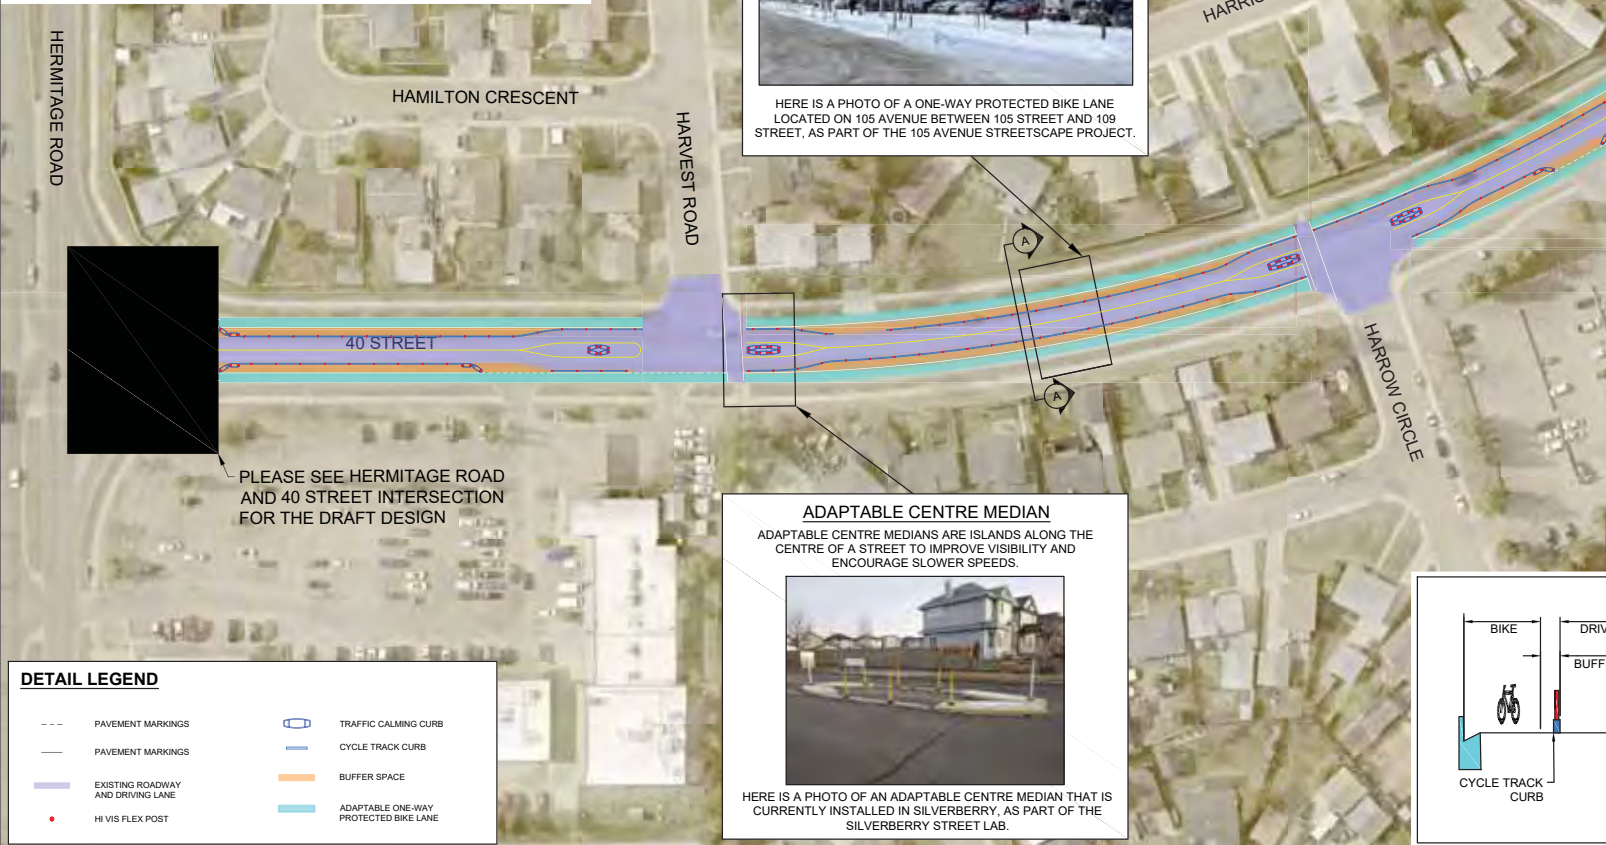 HERMITAGE ROAD
HAMILTON CRESCENT
HARVEST ROAD
HERE IS A PHOTO OF A ONE-WAY PROTECTED BIKE LANE
LOCATED ON 105 AVENUE BETWEEN 105 STREET AND 109
STREET, AS PART OF THE 105 AVENUE STREETSCAPE PROJECT.
A
40 STREET
A
HARROW CIRCLE
PLEASE SEE HERMITAGE ROAD
AND 40 STREET INTERSECTION
FOR THE DRAFT DESIGN
ADAPTABLE CENTRE MEDIAN
ADAPTABLE CENTRE MEDIANS ARE ISLANDS ALONG THE
CENTRE OF A STREET TO IMPROVE VISIBILITY AND
ENCOURAGE SLOWER SPEEDS.
HERE IS A PHOTO OF AN ADAPTABLE CENTRE MEDIAN THAT IS
CURRENTLY INSTALLED IN SILVERBERRY, AS PART OF THE
SILVERBERRY STREET LAB.
DETAIL LEGEND
PAVEMENT MARKINGS
PAVEMENT MARKINGS
EXISTING ROADWAY
AND DRIVING LANE
HI VIS FLEX POST
TRAFFIC CALMING CURB
CYCLE TRACK CURB
BUFFER SPACE
ADAPTABLE ONE-WAY
PROTECTED BIKE LANE
BIKE
CYCLE TRACK
CURB